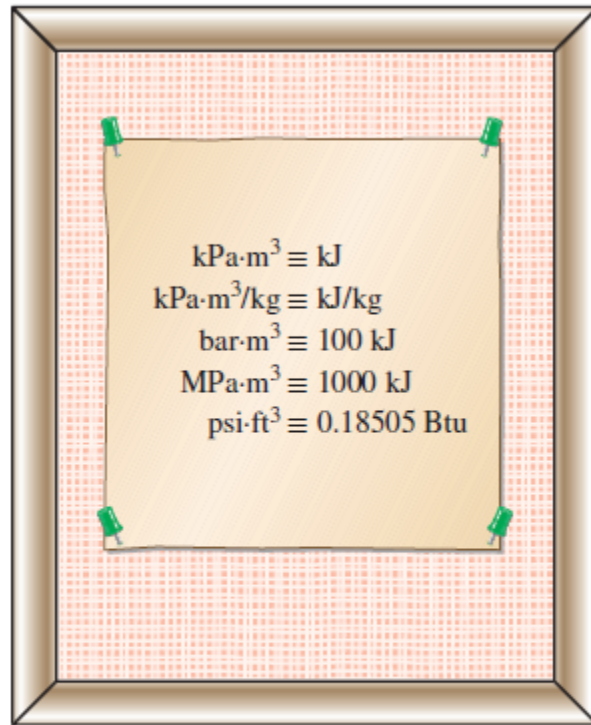 kPa·m³ ≡ kJ
kPa·m³/kg ≡ kJ/kg
bar·m³ ≡ 100 kJ
MPa·m³ ≡ 1000 kJ
psi·ft³ ≡ 0.18505 Btu